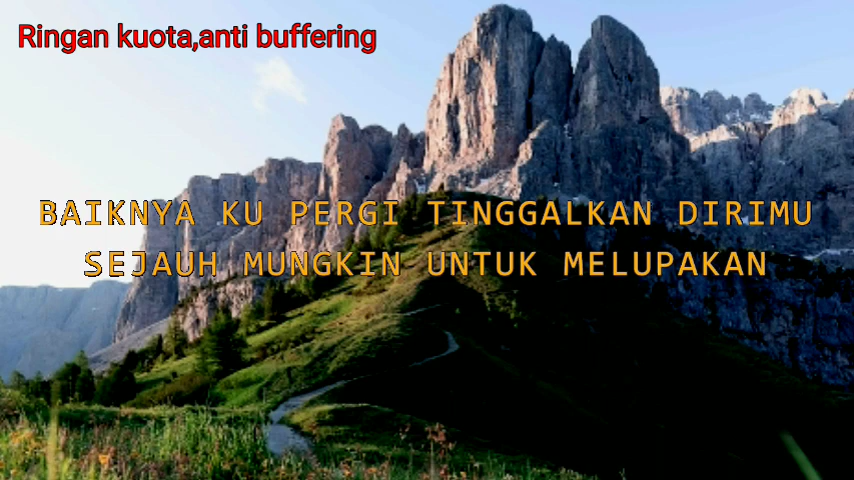 Ringan kuota,anti buffering
BAIKNYA KU PERGI TINGGALKAN DIRIMU
SEJAUH MUNGKIN UNTUK MELUPAKAN